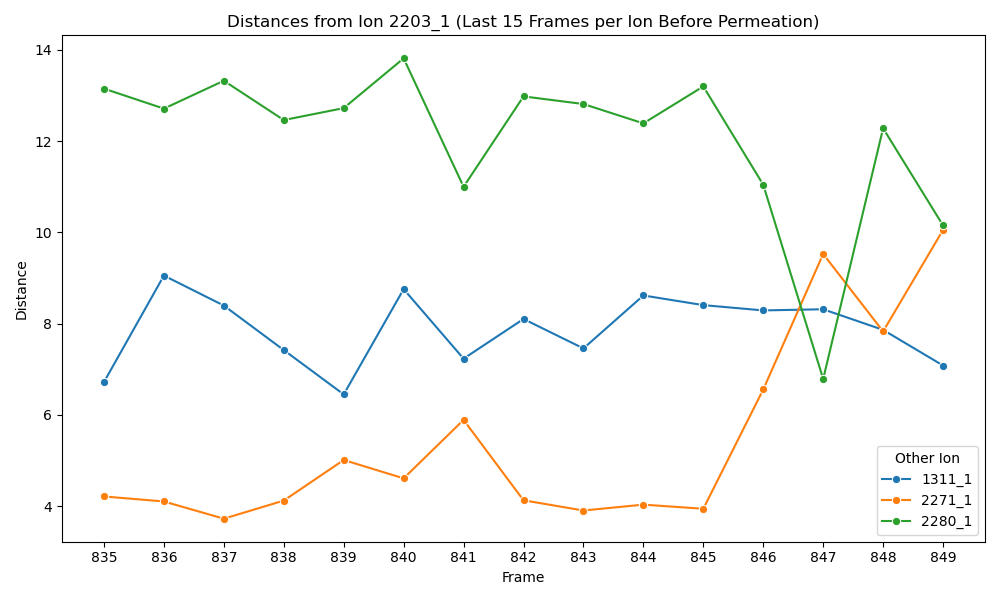 Distances from Ion 2203_1 (Last 15 Frames per Ion Before Permeation)
14
12
10
8
6
4
Distance
835 836 837 838 839 840 841 842 843 844 845 846 847 848 849
Frame
Other Ion
1311_1
2271_1
2280_1